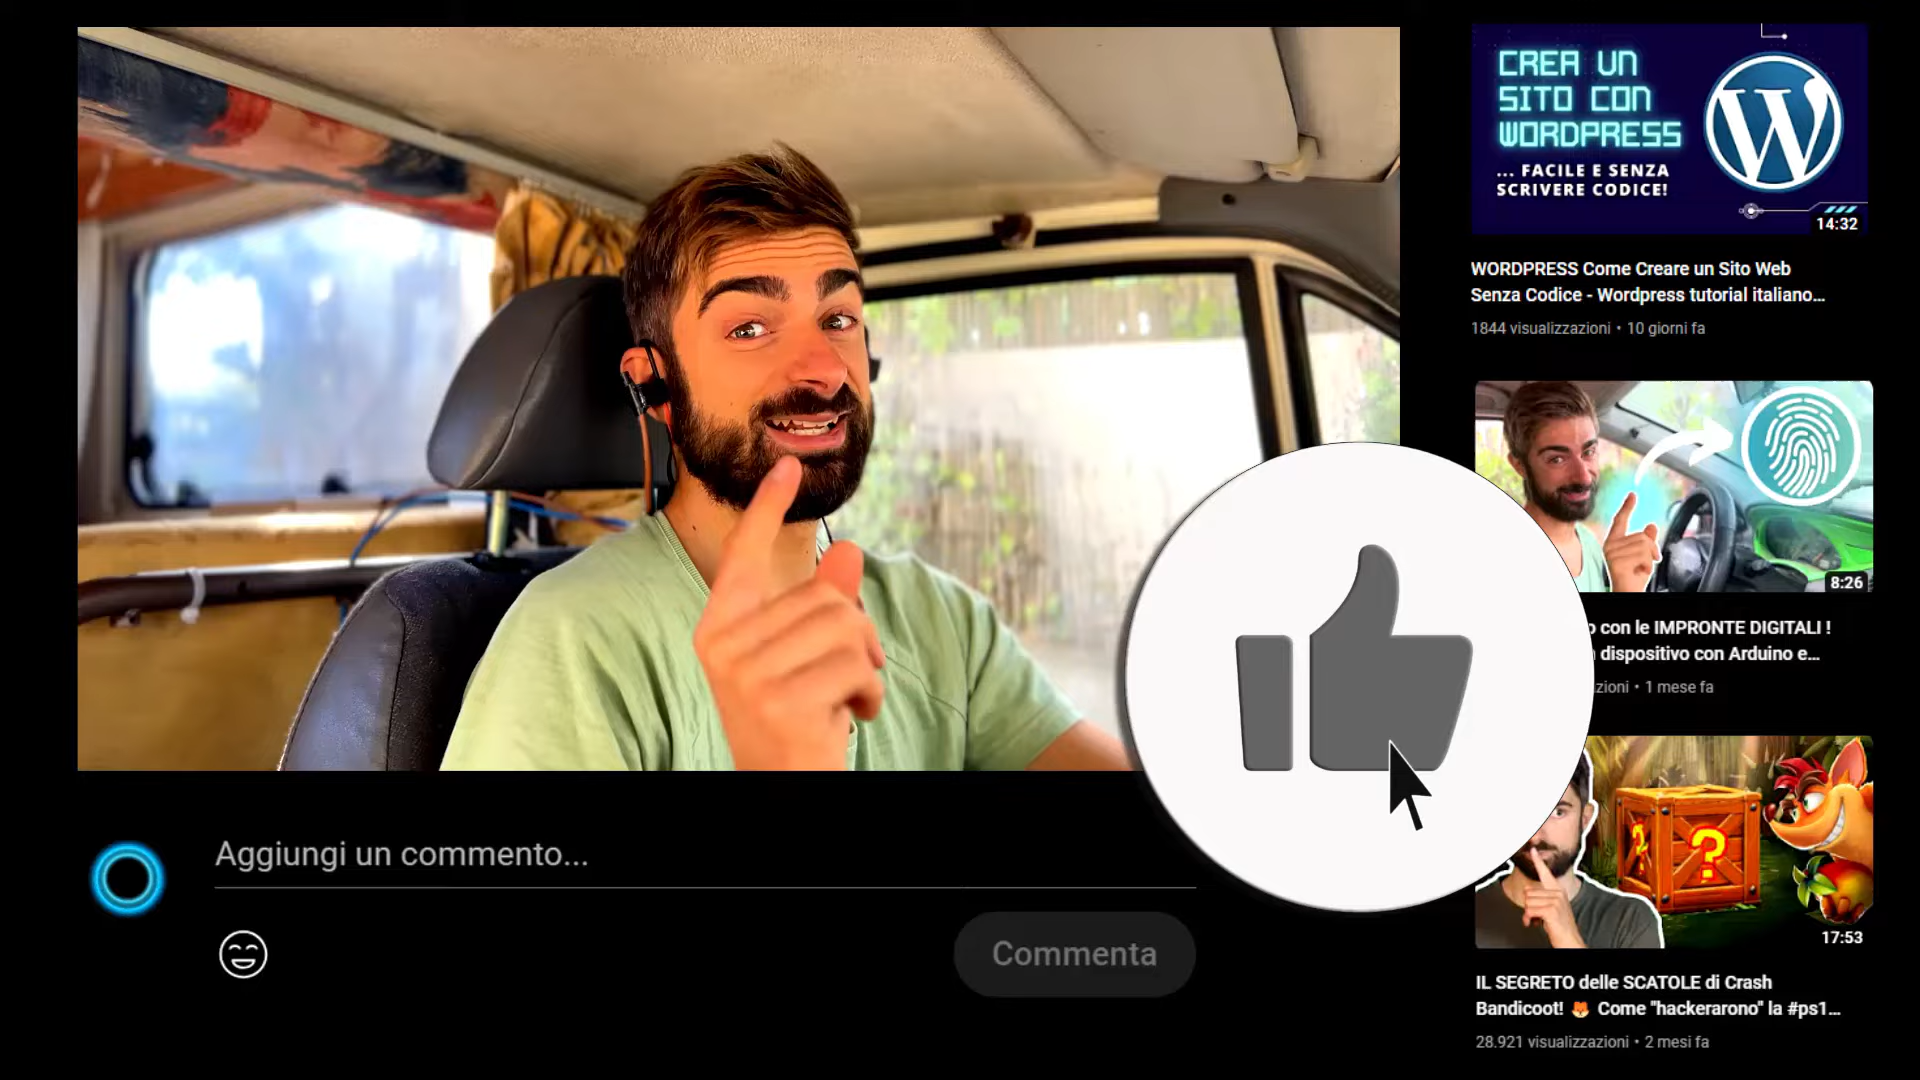 CREA UN
SITO CON
WORDPRESS
... FACILE E SENZA
SCRIVERE CODICE!
14:32
WORDPRESS Come Creare un Sito Web
Senza Codice - Wordpress tutorial italiano...
1844 visualizzazioni • 10 giorni fa
8:26
con le IMPRONTE DIGITALI !
dispositivo con Arduino e...
• 1 mese fa
17:53
IL SEGRETO delle SCATOLE di Crash
Bandicoot! 🦊 Come "hackerarono" la #ps1...
28.921 visualizzazioni • 2 mesi fa
Aggiungi un commento...
Commenta